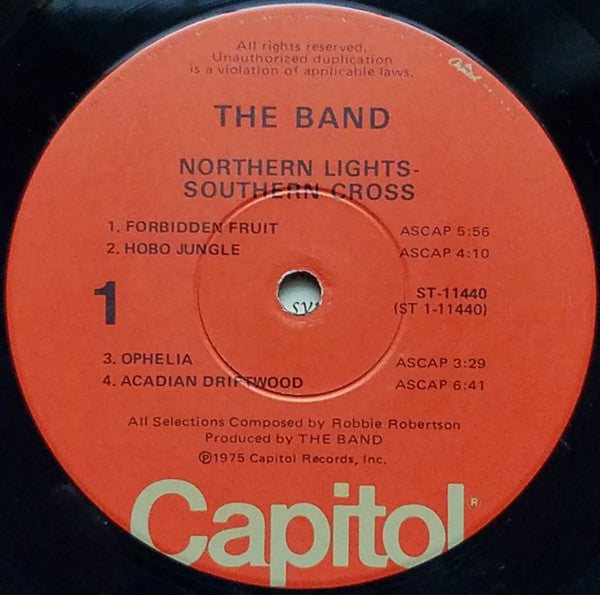 All rights reserved.
Unauthorized duplication
is a violation of applicable laws.
Capitol
THE BAND
NORTHERN LIGHTS-
SOUTHERN CROSS
1. FORBIDDEN FRUIT ASCAP 5:56
2. HOBO JUNGLE ASCAP 4:10
1
ST-11440
(ST 1-11440)
3. OPHELIA ASCAP 3:29
4. ACADIAN DRIFTWOOD ASCAP 6:41
All Selections Composed by Robbie Robertson
Produced by THE BAND
℗1975 Capitol Records, Inc.
Capitol®